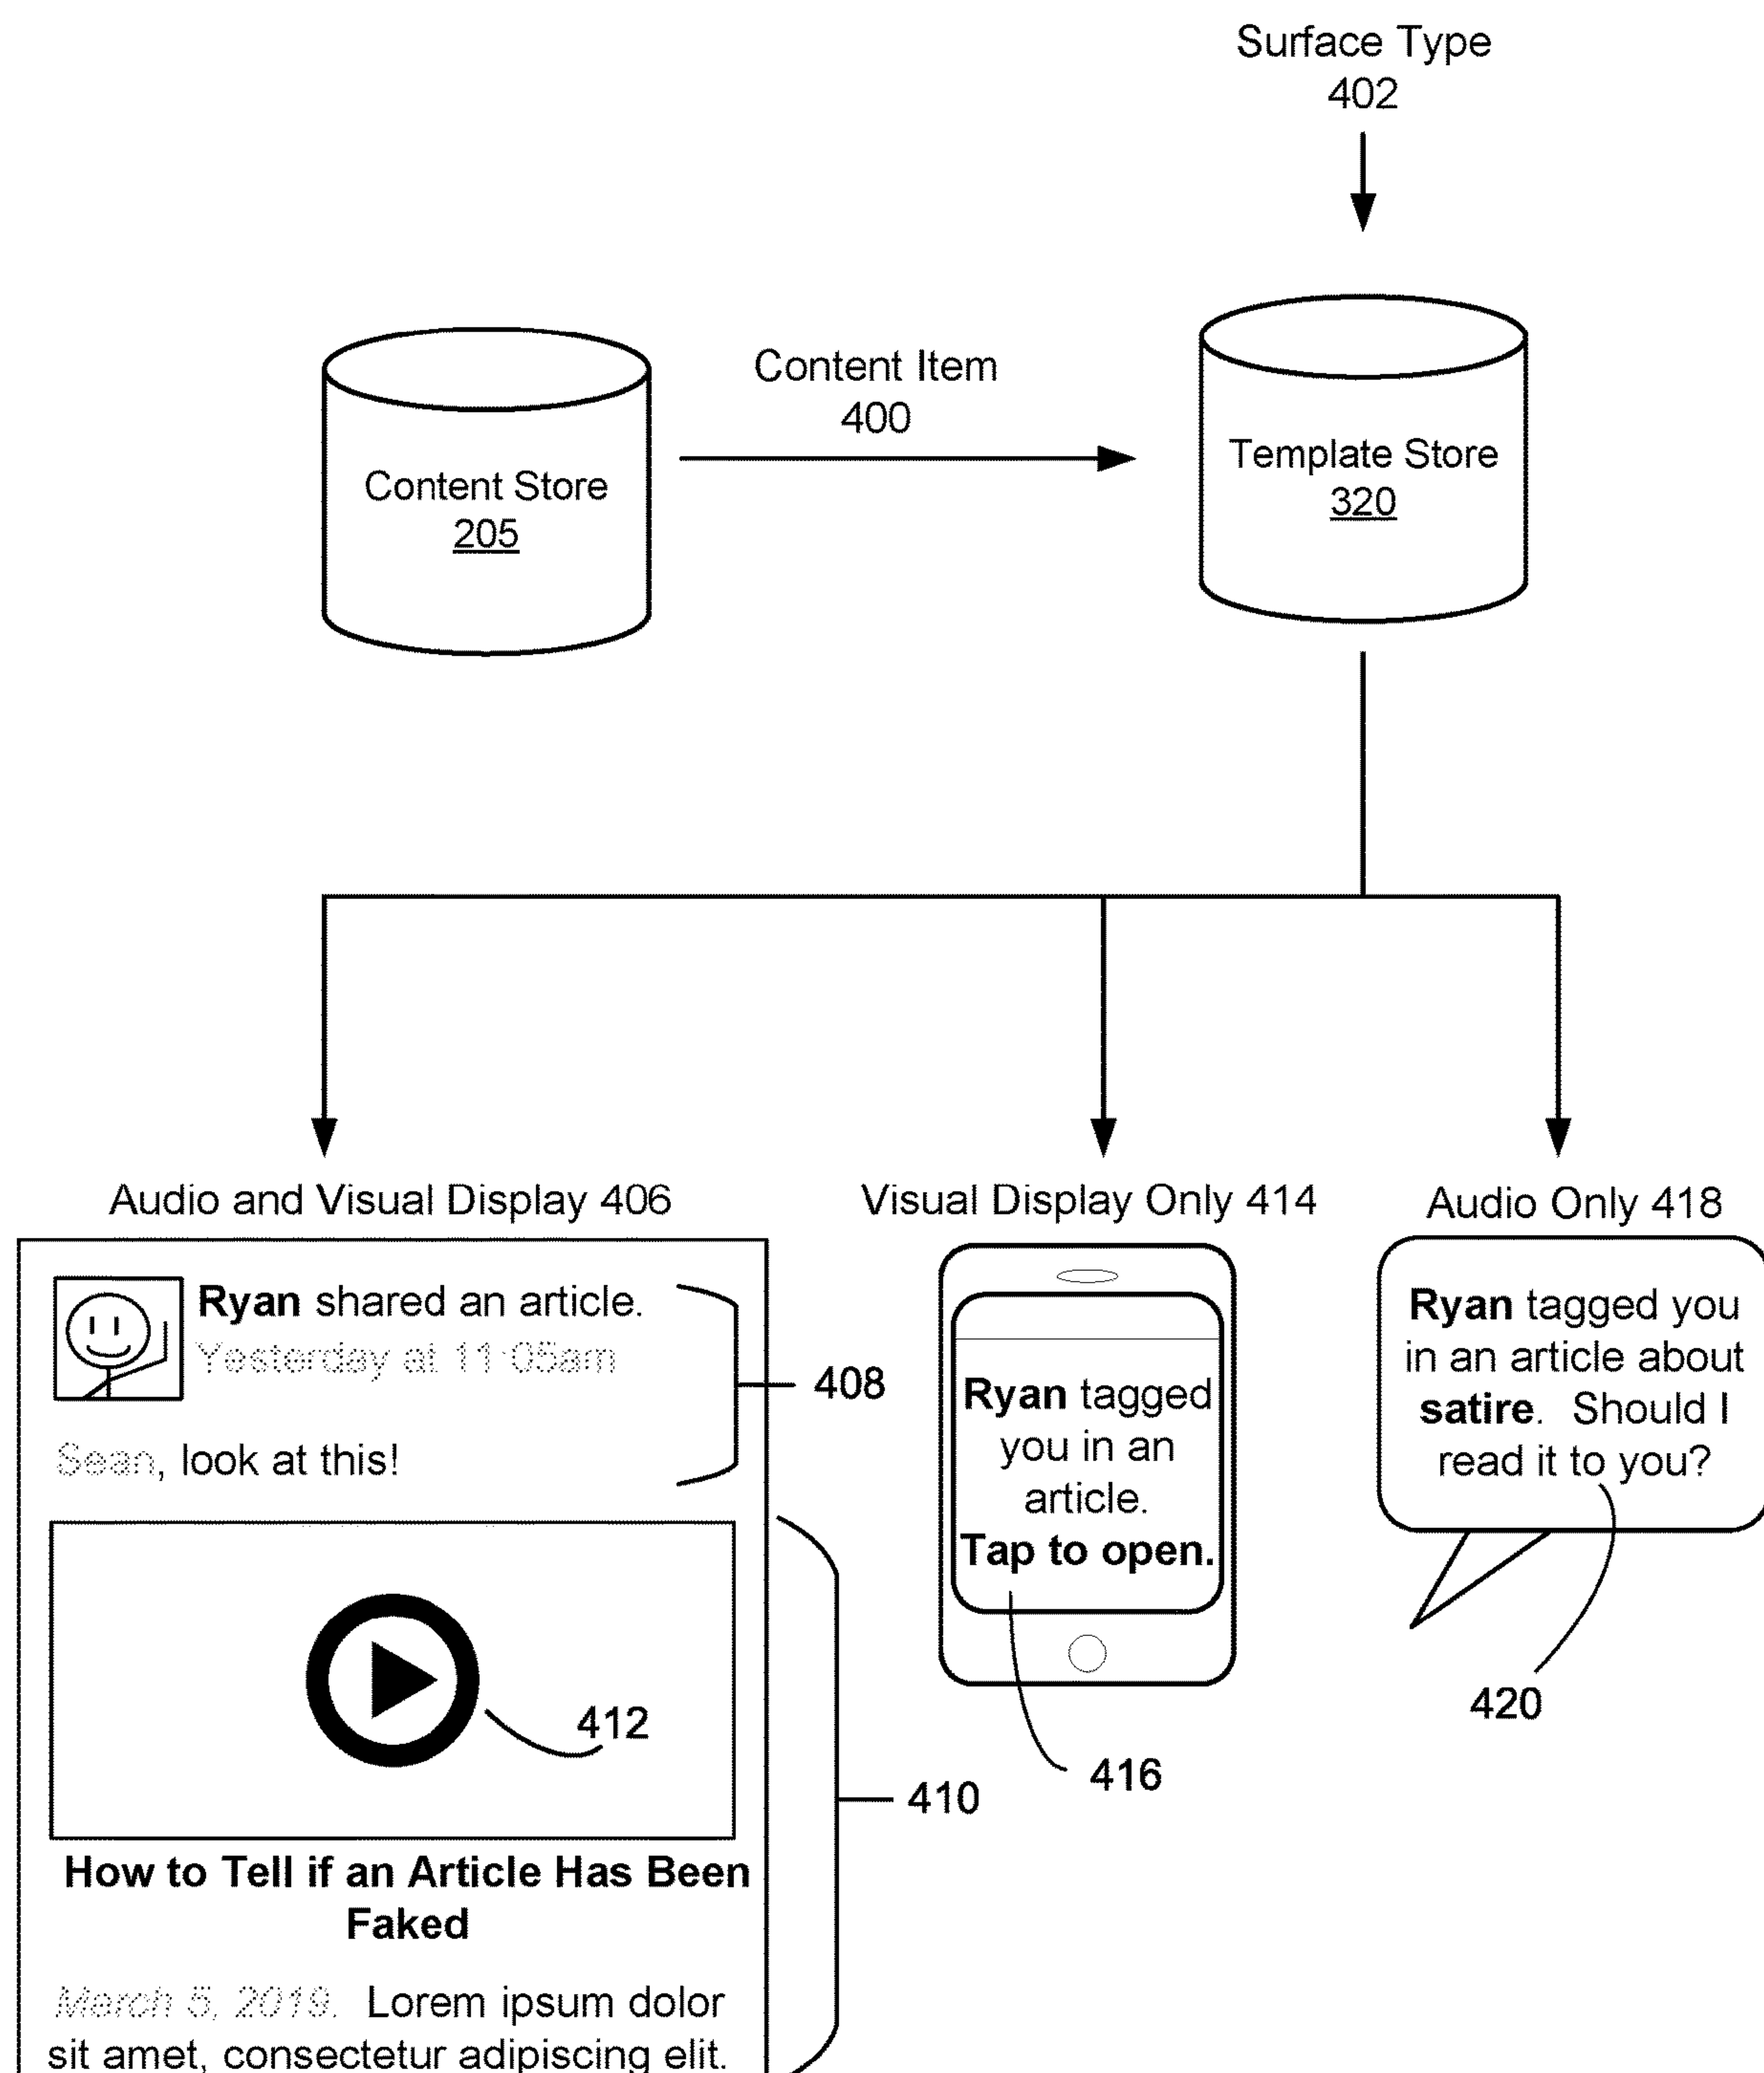 Surface Type
402
Content Item
400
Content Store
205
Template Store
320
Audio and Visual Display 406
Ryan shared an article.
Yesterday at 11:05am
408
Sean, look at this!
412
410
How to Tell if an Article Has Been
Faked
March 5, 2019. Lorem ipsum dolor
sit amet, consectetur adipiscing elit.
Visual Display Only 414
Ryan tagged
you in an
article.
Tap to open.
416
Audio Only 418
Ryan tagged you
in an article about
satire. Should I
read it to you?
420